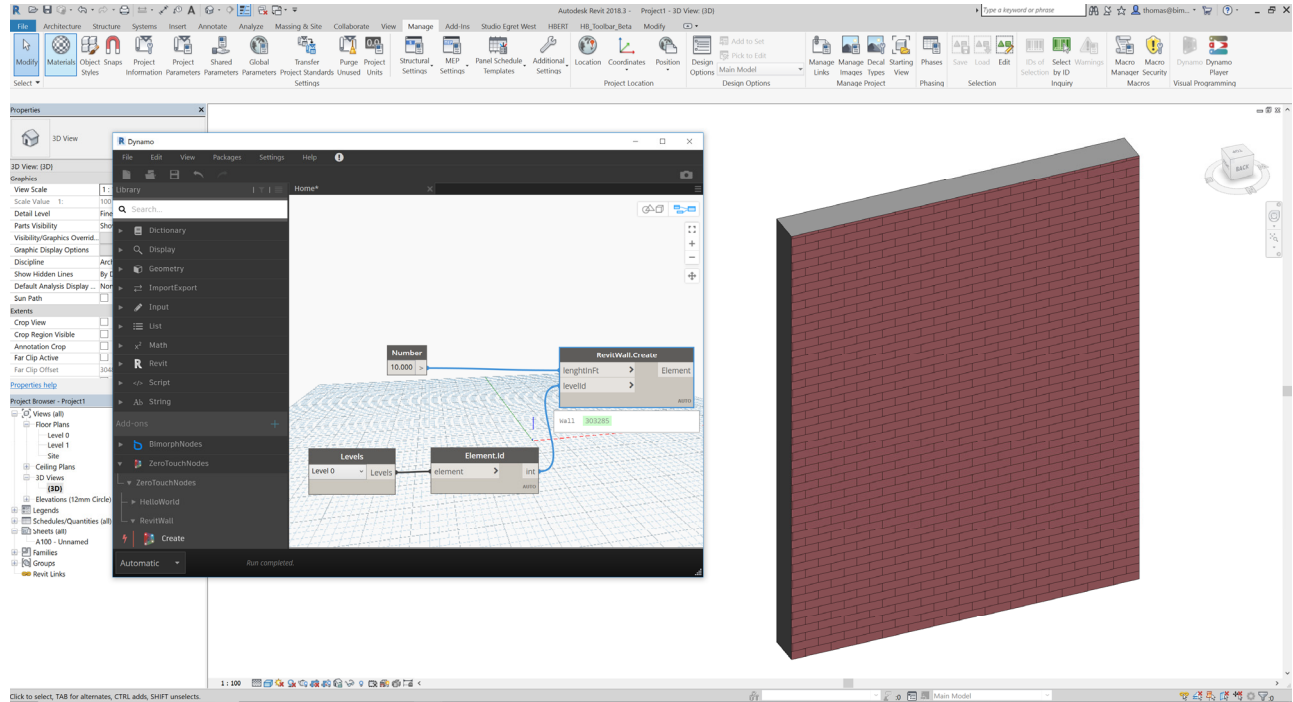 Autodesk Revit 2018.3 - Project1 - 3D View: {3D}
Type a keyword or phrase
thomas@bim...
File Architecture Structure Systems Insert Annotate Analyze Massing & Site Collaborate View Manage Add-Ins Studio Egret West HBERT HB_Toolbar_Beta Modify
Modify Materials Object Styles Snaps Project Information Project Parameters Shared Parameters Global Parameters Transfer Project Standards Purge Unused Project Units Structural Settings MEP Settings Panel Schedule Templates Additional Settings Location Coordinates Position Design Options Add to Set Pick to Edit Main Model Manage Links Manage Images Decal Types Starting View Phases Save Load Edit IDs of Selection Select by ID Warnings Macro Manager Macro Security Dynamo Dynamo Player
Select Settings Project Location Design Options Manage Project Phasing Selection Inquiry Macros Visual Programming
Properties X
3D View
3D View: {3D}
Graphics
View Scale 1:
Scale Value 1: 100
Detail Level Fine
Parts Visibility Sho
Visibility/Graphics Overrid...
Graphic Display Options
Discipline Arch
Show Hidden Lines By D
Default Analysis Display ... Non
Sun Path
Extents
Crop View
Crop Region Visible
Annotation Crop
Far Clip Active
Far Clip Offset 304
Properties help
Project Browser - Project1
Views (all)
Floor Plans
Level 0
Level 1
Site
Ceiling Plans
3D Views
{3D}
Elevations (12mm Circle)
Legends
Schedules/Quantities (all)
Sheets (all)
A100 - Unnamed
Families
Groups
Revit Links
Dynamo
File Edit View Packages Settings Help
Library
Home*
Search...
Dictionary
Display
Geometry
ImportExport
Input
List
Math
Revit
Script
String
Add-ons
BimorphNodes
ZeroTouchNodes
ZeroTouchNodes
HelloWorld
RevitWall
Create
Automatic Run completed.
Number
10.000 >
RevitWall.Create
lenghtInFt > Element
levelId >
AUTO
Wall 303285
Levels
Level 0 Levels
Element.Id
element > int
AUTO
BACK
1 : 100
Click to select, TAB for alternates, CTRL adds, SHIFT unselects.
:0 Main Model
:0